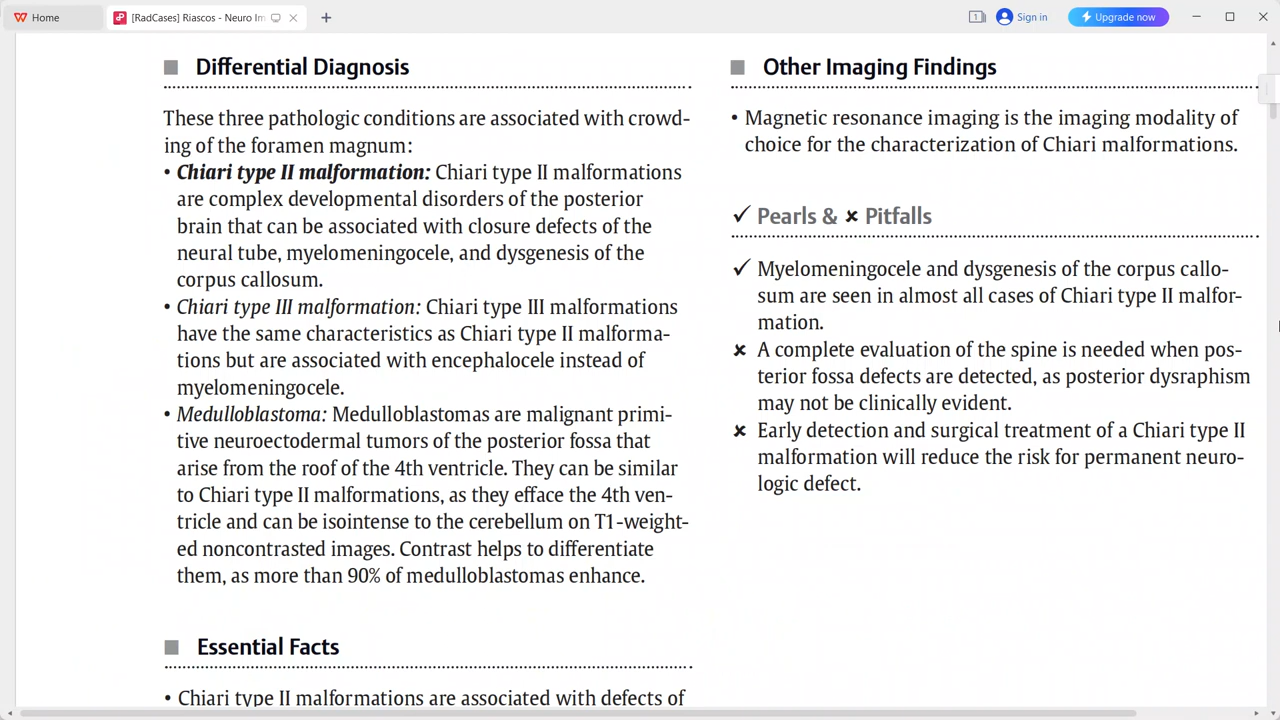 Home
[RadCases] Riascos - Neuro Im
1
Sign in
Upgrade now
Differential Diagnosis
These three pathologic conditions are associated with crowd-
ing of the foramen magnum:
• Chiari type II malformation: Chiari type II malformations
are complex developmental disorders of the posterior
brain that can be associated with closure defects of the
neural tube, myelomeningocele, and dysgenesis of the
corpus callosum.
• Chiari type III malformation: Chiari type III malformations
have the same characteristics as Chiari type II malforma-
tions but are associated with encephalocele instead of
myelomeningocele.
• Medulloblastoma: Medulloblastomas are malignant primi-
tive neuroectodermal tumors of the posterior fossa that
arise from the roof of the 4th ventricle. They can be similar
to Chiari type II malformations, as they efface the 4th ven-
tricle and can be isointense to the cerebellum on T1-weight-
ed noncontrasted images. Contrast helps to differentiate
them, as more than 90% of medulloblastomas enhance.
Essential Facts
• Chiari type II malformations are associated with defects of
Other Imaging Findings
• Magnetic resonance imaging is the imaging modality of
choice for the characterization of Chiari malformations.
✓ Pearls & ✘ Pitfalls
✓ Myelomeningocele and dysgenesis of the corpus callo-
sum are seen in almost all cases of Chiari type II malfor-
mation.
✘ A complete evaluation of the spine is needed when pos-
terior fossa defects are detected, as posterior dysraphism
may not be clinically evident.
✘ Early detection and surgical treatment of a Chiari type II
malformation will reduce the risk for permanent neuro-
logic defect.